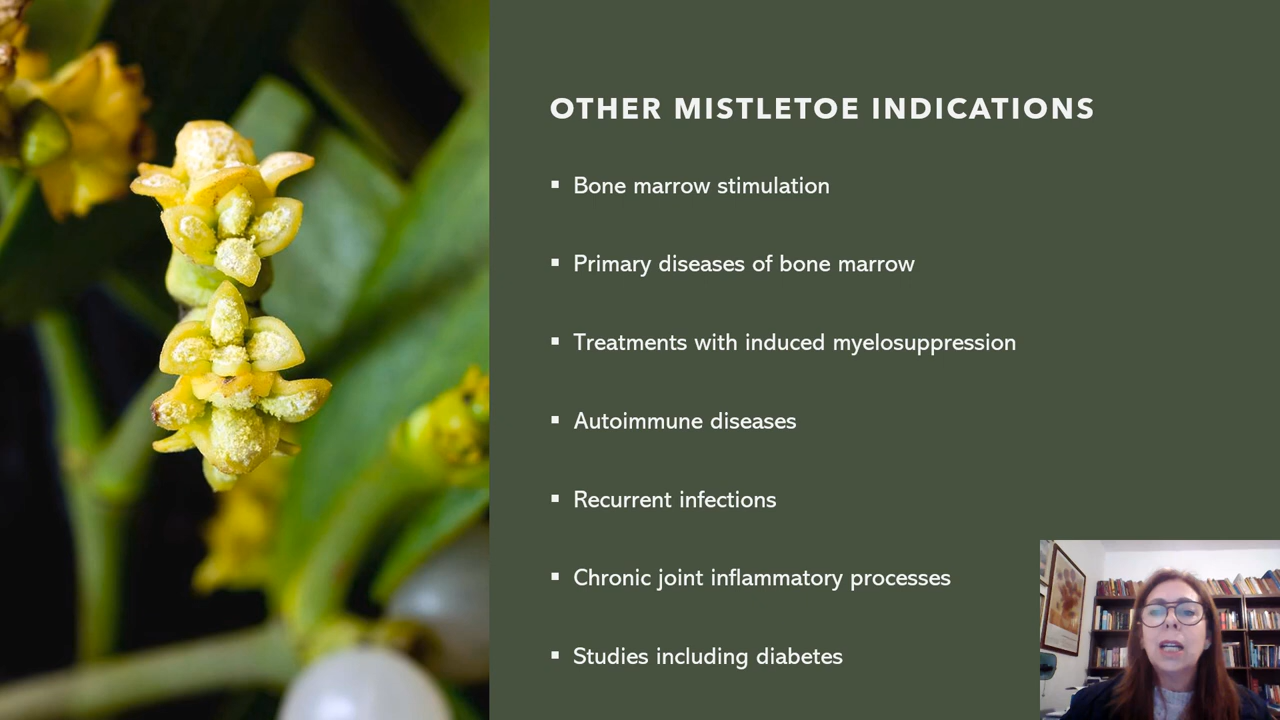 OTHER MISTLETOE INDICATIONS
Bone marrow stimulation
Primary diseases of bone marrow
Treatments with induced myelosuppression
Autoimmune diseases
Recurrent infections
Chronic joint inflammatory processes
Studies including diabetes